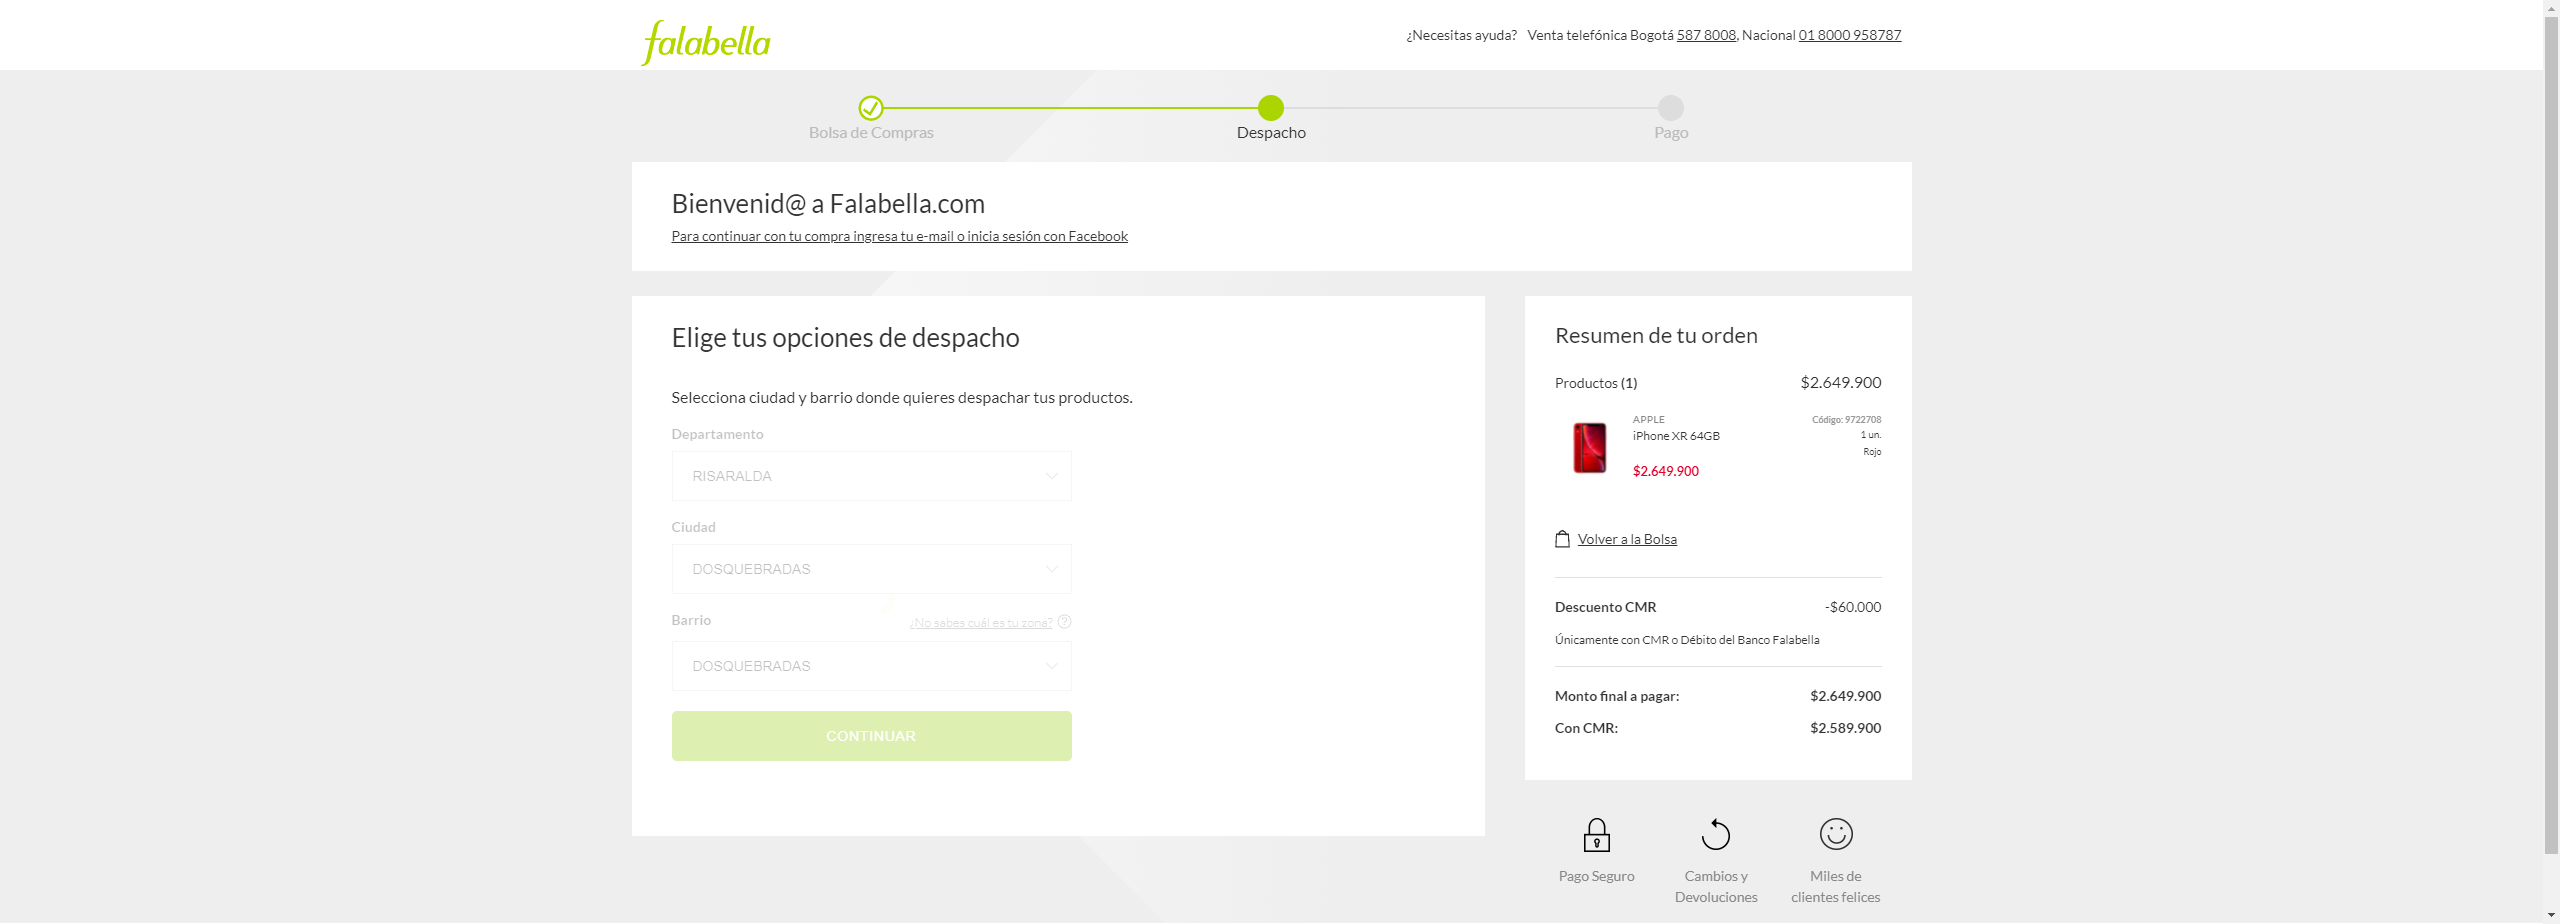 falabella
¿Necesitas ayuda? Venta telefónica Bogotá 587 8008, Nacional 01 8000 958787
Bolsa de Compras
Despacho
Pago
Bienvenid@ a Falabella.com
Para continuar con tu compra ingresa tu e-mail o inicia sesión con Facebook
Elige tus opciones de despacho
Selecciona ciudad y barrio donde quieres despachar tus productos.
Departamento
RISARALDA
Ciudad
DOSQUEBRADAS
Barrio
¿No sabes cuál es tu zona? ?
DOSQUEBRADAS
CONTINUAR
Resumen de tu orden
Productos (1) $2.649.900
APPLE
Código: 9722708
iPhone XR 64GB
1 un.
Rojo
$2.649.900
Volver a la Bolsa
Descuento CMR -$60.000
Únicamente con CMR o Débito del Banco Falabella
Monto final a pagar: $2.649.900
Con CMR: $2.589.900
Pago Seguro
Cambios y
Devoluciones
Miles de
clientes felices